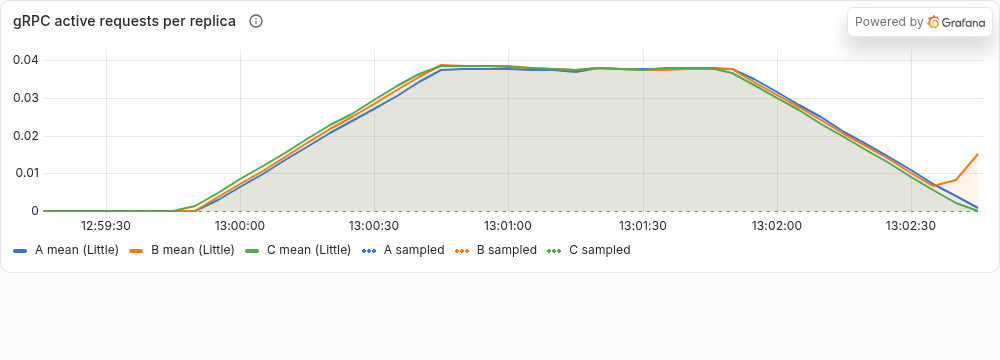 gRPC active requests per replica
Powered by Grafana
0.04
0.03
0.02
0.01
0
12:59:30 13:00:00 13:00:30 13:01:00 13:01:30 13:02:00 13:02:30
A mean (Little) B mean (Little) C mean (Little) A sampled B sampled C sampled